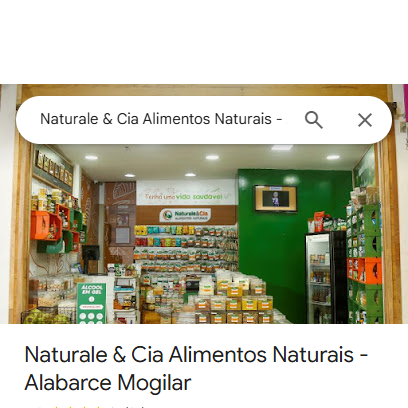 Naturale & Cia Alimentos Naturais -
Tenha uma vida saudável
Naturale&Cia
ALIMENTOS NATURAIS
ÁLCOOL
EM GEL
Naturale & Cia Alimentos Naturais -
Alabarce Mogilar